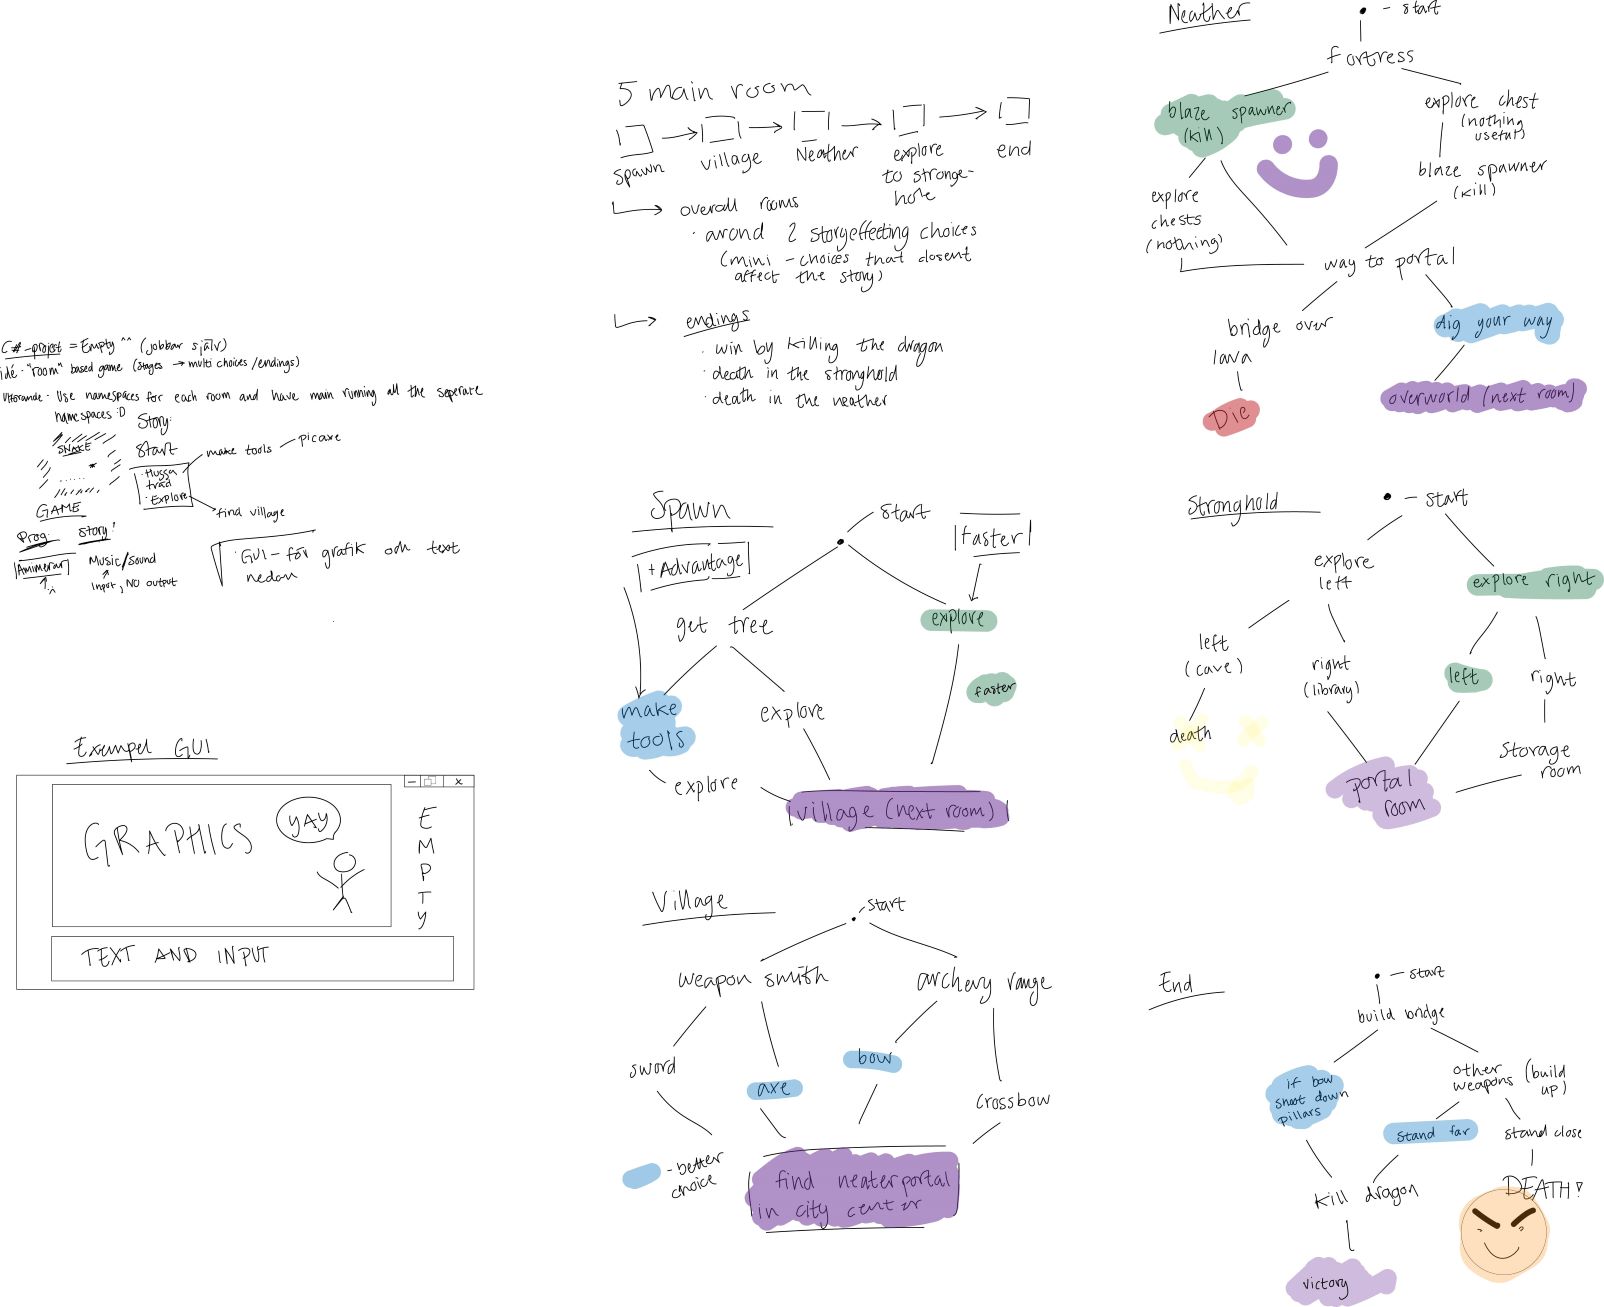 C#-projet = Empty ^^ (jobbar själv)
idé · "room" based game (stages → multi choices/endings)
Utförande · Use namespaces for each room and have main running all the seperate
namespaces :D
Story:
SNAKE
GAME
Start
· Hugga
träd
· Explore
make tools
picaxe
find village
Prog.
Story!
Animerar
Music/Sound
Input, NO output
· GUI - för grafik och text
nedan
Exempel GUI
GRAPHICS
YAY
EMPTY
TEXT AND INPUT
5 main room
spawn
village
Neather
explore
to stronge-
hole
end
overall rooms
· arond 2 storyeffecting choices
(mini - choices that dosent
affect the story)
endings
· win by killing the dragon
· death in the stronghold
· death in the neather
Spawn
start
faster
+ Advantage
get tree
explore
faster
make
tools
explore
explore
village (next room)
Village
start
weapon smith
archery range
sword
axe
bow
crossbow
- better
choice
find neaterportal
in city center
Neather
- start
fortress
blaze spawner
(kill)
explore chest
(nothing
useful)
blaze spawner
(kill)
explore
chests
(nothing)
way to portal
bridge over
lava
dig your way
Die
overworld (next room)
Stronghold
- start
explore
left
explore right
left
(cave)
right
(library)
left
right
death
Storage
room
portal
room
End
- start
build bridge
if bow
shoot down
pillars
other
weapons (build
up)
stand far
stand close
kill dragon
DEATH!
victory